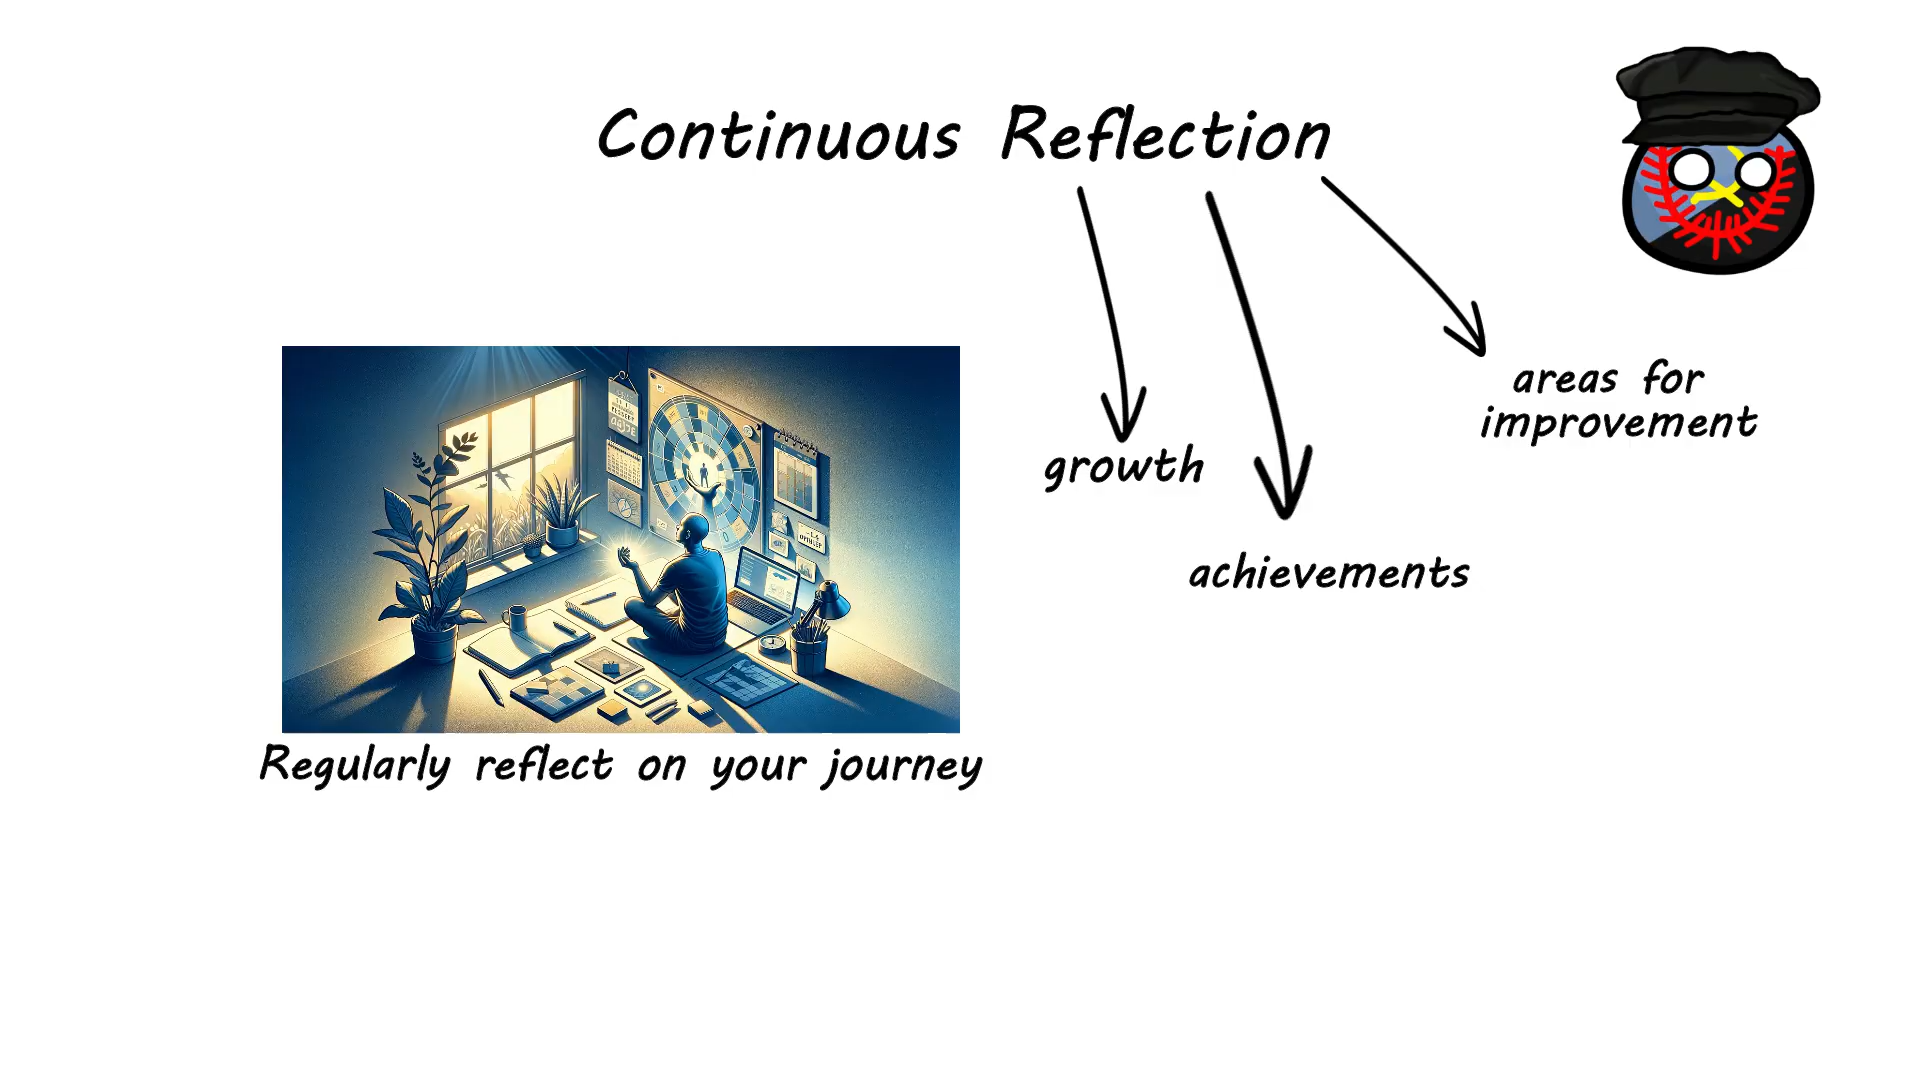 Continuous Reflection
areas for
improvement
growth
achievements
Regularly reflect on your journey